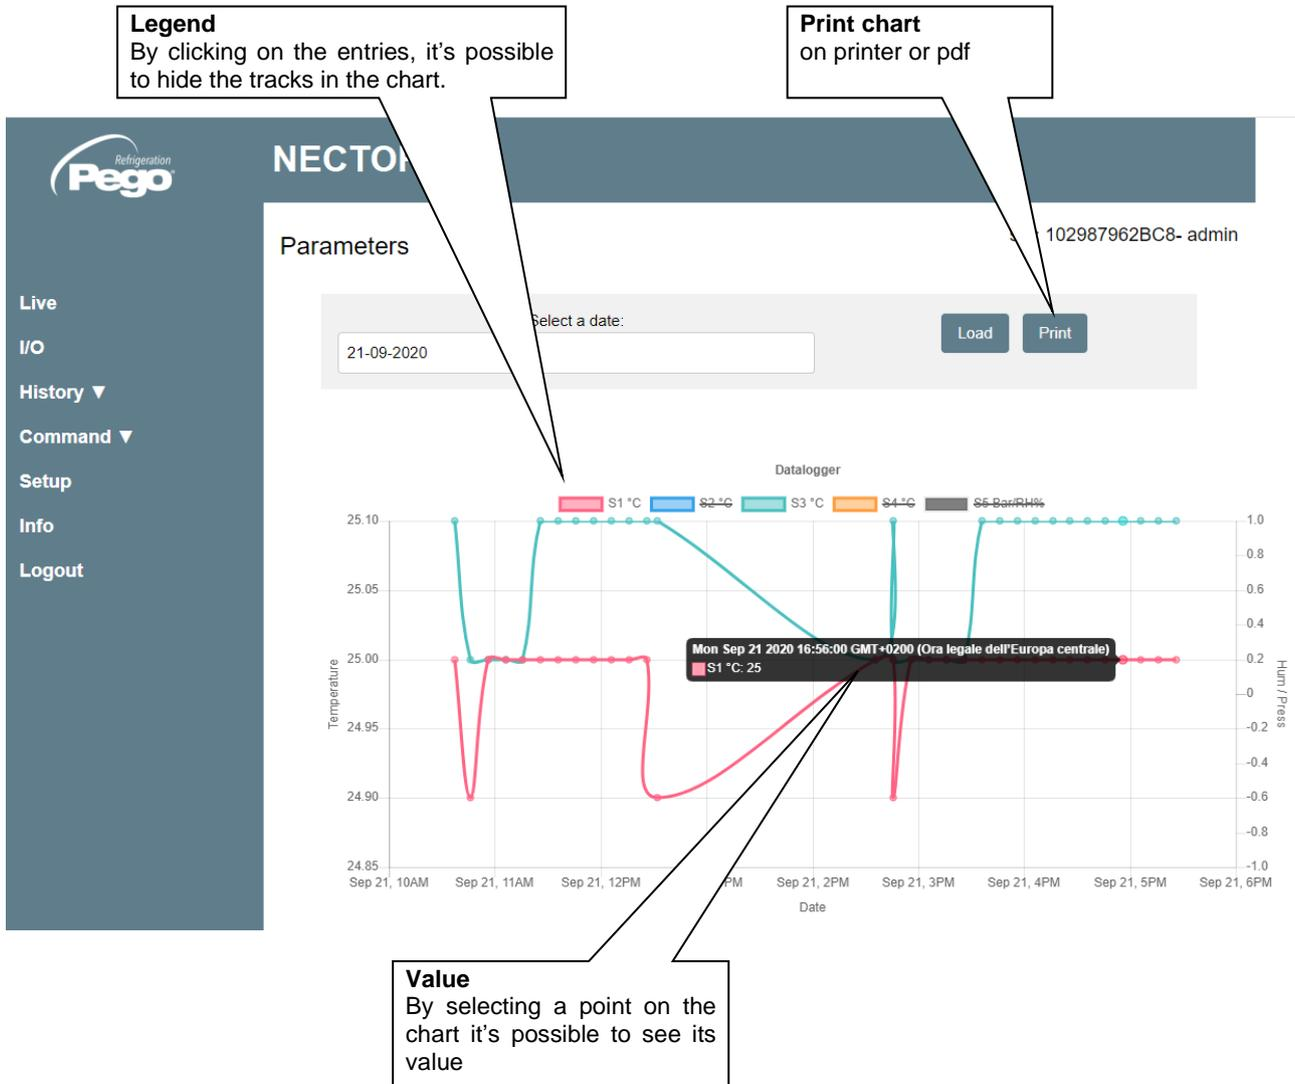 Legend
By clicking on the entries, it's possible
to hide the tracks in the chart.
Print chart
on printer or pdf
Refrigeration
Pego
NECTO
Parameters
102987962BC8- admin
Live
I/O
History ▼
Command ▼
Setup
Info
Logout
Select a date:
21-09-2020
Load
Print
Datalogger
S1 °C
S2 °C
S3 °C
S4 °C
S5 Bar/RH%
25.10
25.05
25.00
24.95
24.90
24.85
Temperature
1.0
0.8
0.6
0.4
0.2
0
-0.2
-0.4
-0.6
-0.8
-1.0
Hum / Press
Mon Sep 21 2020 16:56:00 GMT+0200 (Ora legale dell'Europa centrale)
S1 °C: 25
Sep 21, 10AM
Sep 21, 11AM
Sep 21, 12PM
PM
Sep 21, 2PM
Sep 21, 3PM
Sep 21, 4PM
Sep 21, 5PM
Sep 21, 6PM
Date
Value
By selecting a point on the
chart it's possible to see its
value